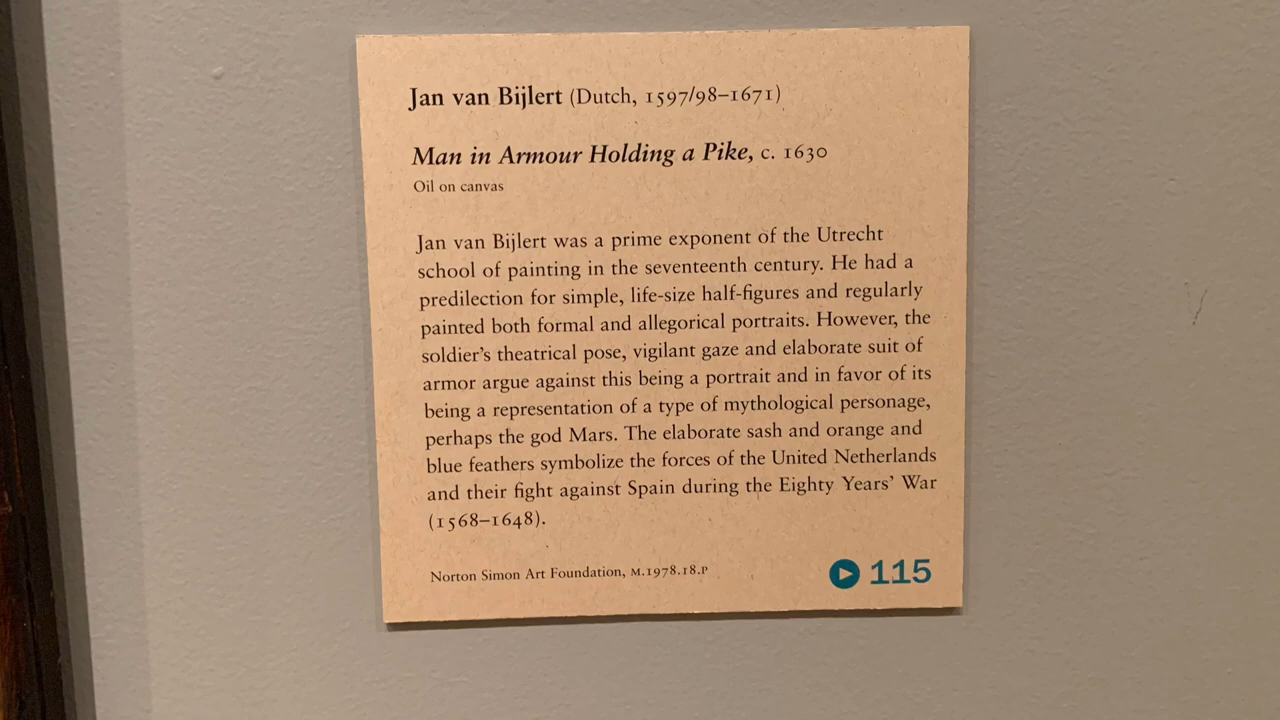 Jan van Bijlert (Dutch, 1597/98–1671)
Man in Armour Holding a Pike, c. 1630
Oil on canvas
Jan van Bijlert was a prime exponent of the Utrecht
school of painting in the seventeenth century. He had a
predilection for simple, life-size half-figures and regularly
painted both formal and allegorical portraits. However, the
soldier’s theatrical pose, vigilant gaze and elaborate suit of
armor argue against this being a portrait and in favor of its
being a representation of a type of mythological personage,
perhaps the god Mars. The elaborate sash and orange and
blue feathers symbolize the forces of the United Netherlands
and their fight against Spain during the Eighty Years’ War
(1568–1648).
Norton Simon Art Foundation, M.1978.18.P
115